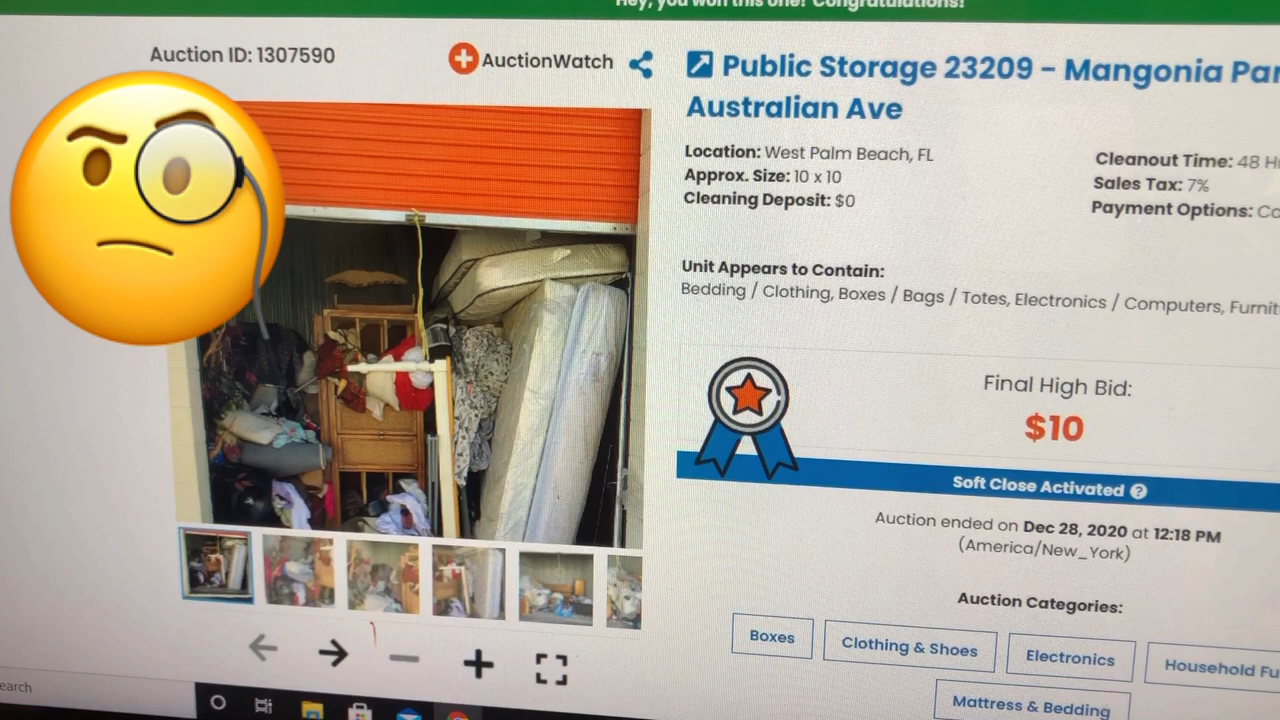 Hey, you won this one! Congratulations!
Auction ID: 1307590
AuctionWatch
Public Storage 23209 - Mangonia Par
Australian Ave
Location: West Palm Beach, FL
Approx. Size: 10 x 10
Cleaning Deposit: $0
Cleanout Time: 48 H
Sales Tax: 7%
Payment Options: Ca
Unit Appears to Contain:
Bedding / Clothing, Boxes / Bags / Totes, Electronics / Computers, Furnit
Final High Bid:
$10
Soft Close Activated ?
Auction ended on Dec 28, 2020 at 12:18 PM
(America/New_York)
Auction Categories:
Boxes
Clothing & Shoes
Electronics
Household Fu
Mattress & Bedding
earch